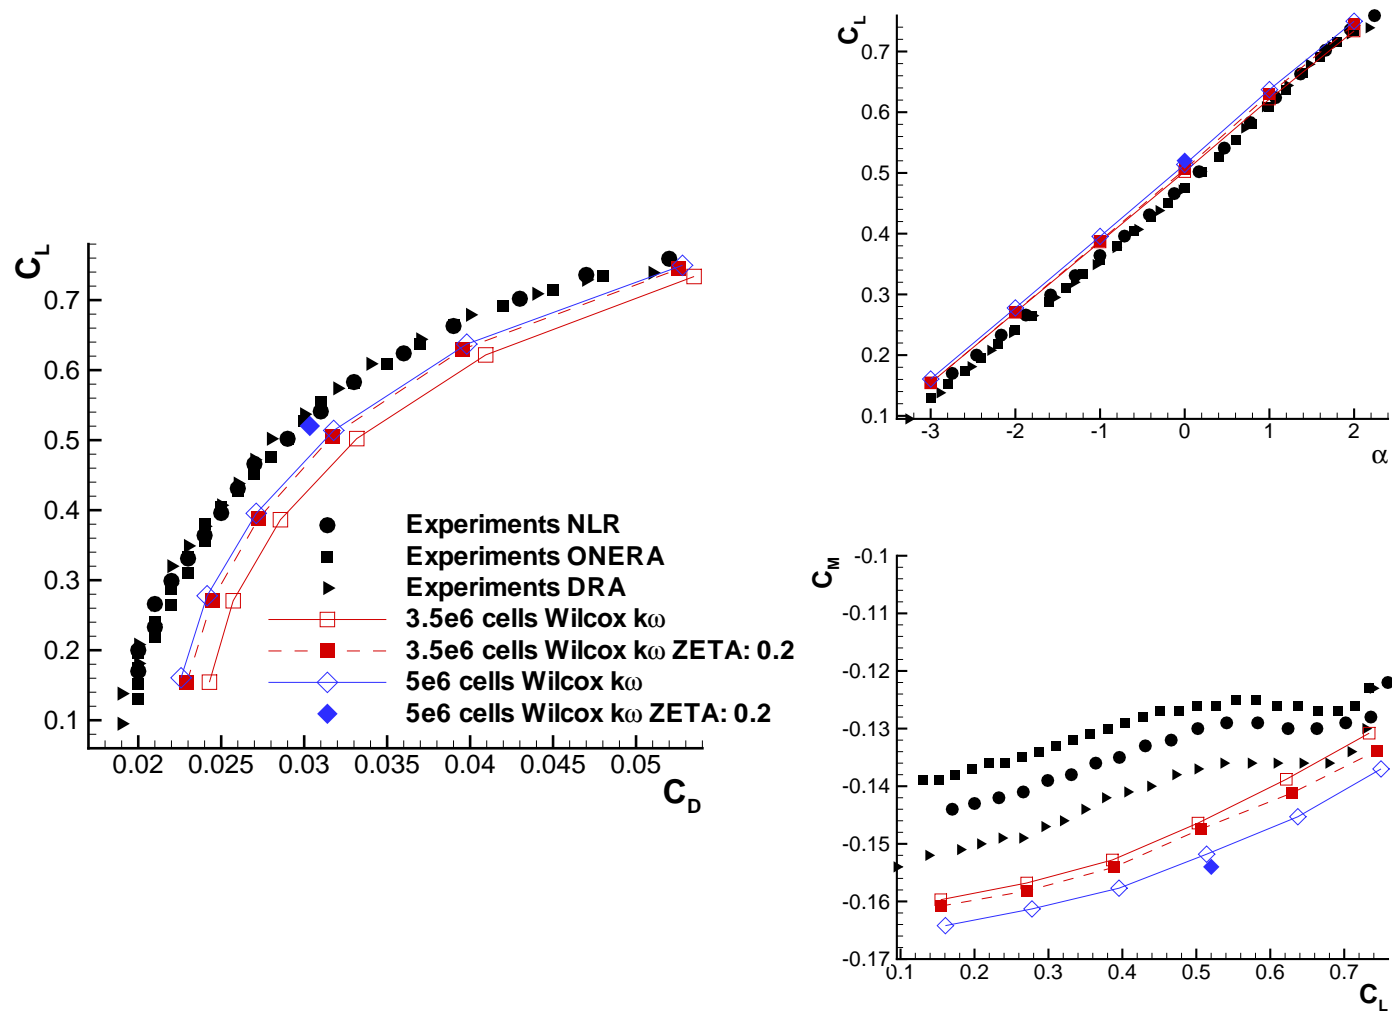 C_L
0.7
0.6
0.5
0.4
0.3
0.2
0.1
0.02 0.025 0.03 0.035 0.04 0.045 0.05
C_D
Experiments NLR
Experiments ONERA
Experiments DRA
3.5e6 cells Wilcox kω
3.5e6 cells Wilcox kω ZETA: 0.2
5e6 cells Wilcox kω
5e6 cells Wilcox kω ZETA: 0.2
C_L
0.7
0.6
0.5
0.4
0.3
0.2
0.1
-3 -2 -1 0 1 2
α
C_M
-0.1
-0.11
-0.12
-0.13
-0.14
-0.15
-0.16
-0.17
0.1 0.2 0.3 0.4 0.5 0.6 0.7
C_L